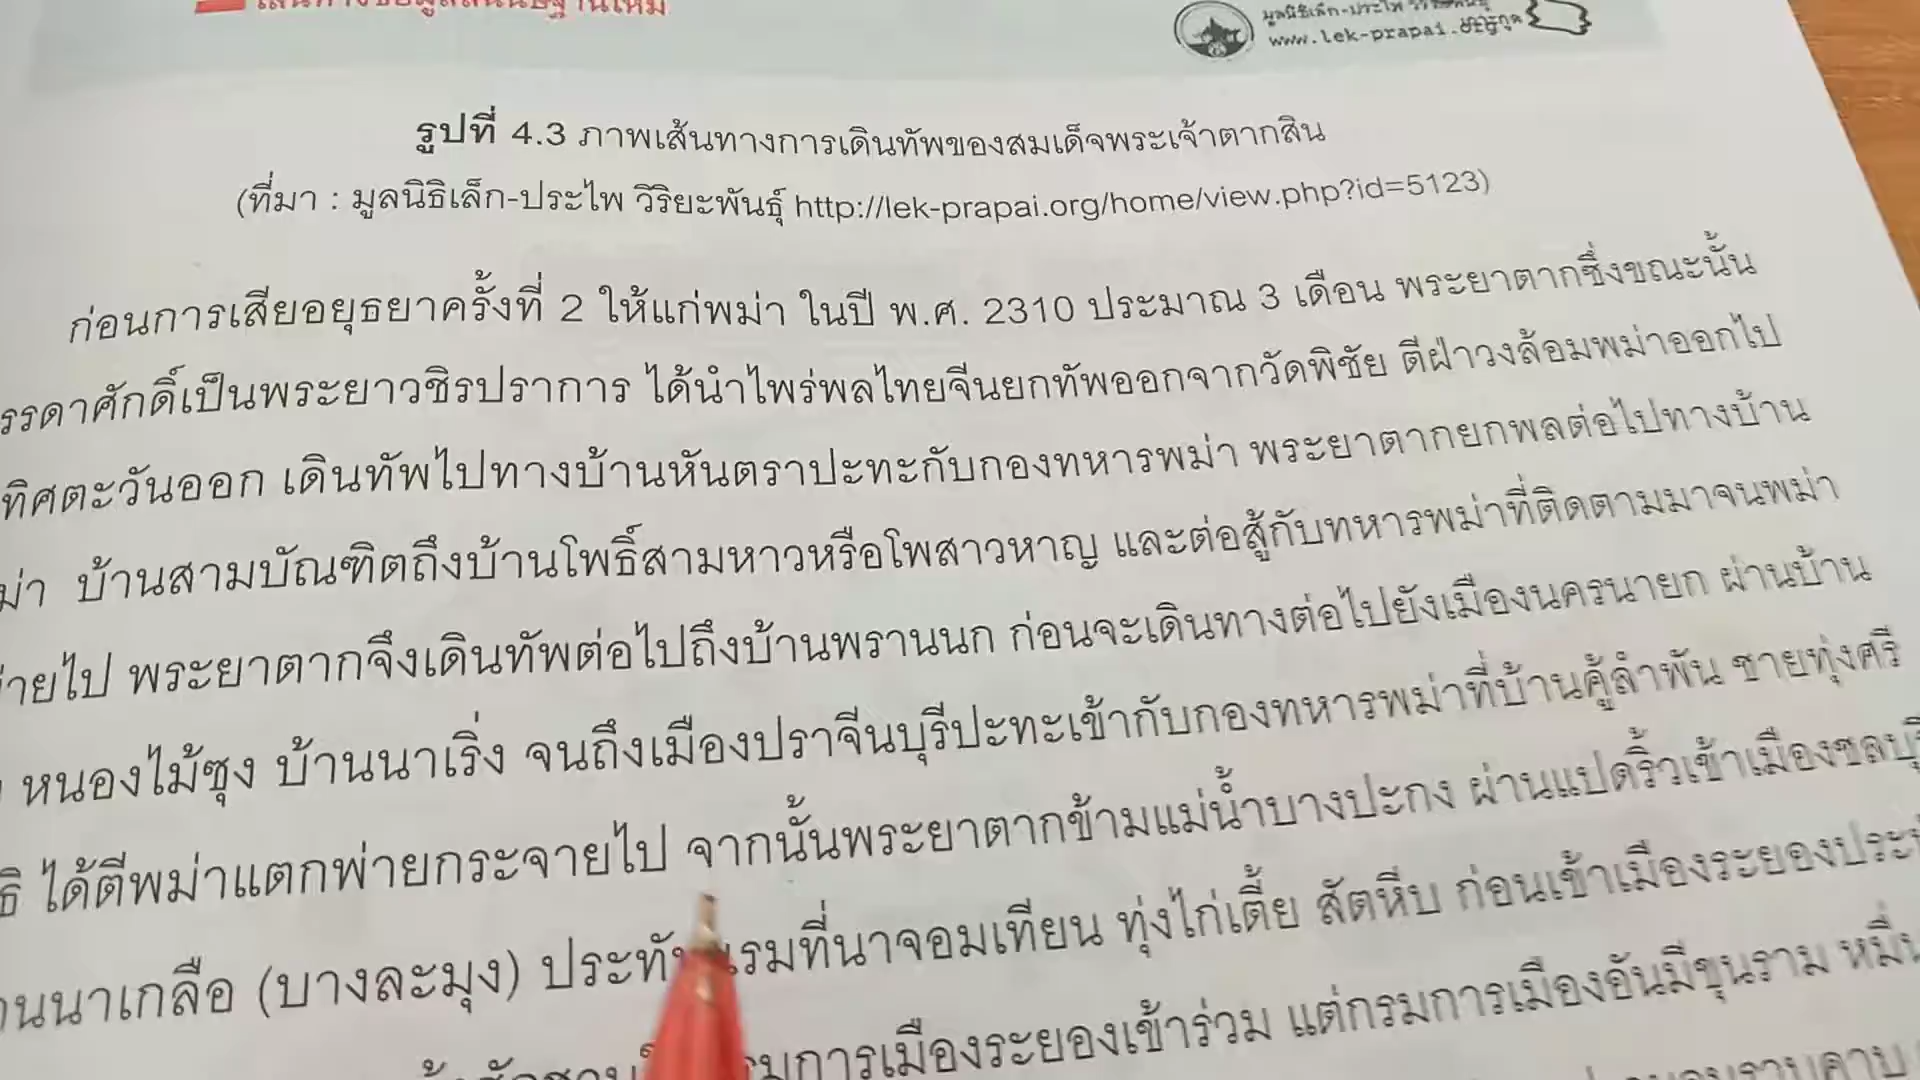 เส้นทางข้อมูลสันนิษฐานใหม่
มูลนิธิเล็ก-ประไพ วิริยะพันธุ์
www.lek-prapai.org
รูปที่ 4.3 ภาพเส้นทางการเดินทัพของสมเด็จพระเจ้าตากสิน
(ที่มา : มูลนิธิเล็ก-ประไพ วิริยะพันธุ์ http://lek-prapai.org/home/view.php?id=5123)
ก่อนการเสียอยุธยาครั้งที่ 2 ให้แก่พม่า ในปี พ.ศ. 2310 ประมาณ 3 เดือน พระยาตากซึ่งขณะนั้น
รรดาศักดิ์เป็นพระยาวชิรปราการ ได้นำไพร่พลไทยจีนยกทัพออกจากวัดพิชัย ตีฝ่าวงล้อมพม่าออกไป
ทิศตะวันออก เดินทัพไปทางบ้านหันตราปะทะกับกองทหารพม่า พระยาตากยกพลต่อไปทางบ้าน
ม่า บ้านสามบัณฑิตถึงบ้านโพธิ์สามหาวหรือโพสาวหาญ และต่อสู้กับทหารพม่าที่ติดตามมาจนพม่า
ายไป พระยาตากจึงเดินทัพต่อไปถึงบ้านพรานนก ก่อนจะเดินทางต่อไปยังเมืองนครนายก ผ่านบ้าน
หนองไม้ซุง บ้านนาเริ่ง จนถึงเมืองปราจีนบุรีปะทะเข้ากับกองทหารพม่าที่บ้านคู้ลำพัน ชายทุ่งศรี
ธิ ได้ตีพม่าแตกพ่ายกระจายไป จากนั้นพระยาตากข้ามแม่น้ำบางปะกง ผ่านแปดริ้วเข้าเมืองชลบุรี
านนาเกลือ (บางละมุง) ประทับแรมที่นาจอมเทียน ทุ่งไก่เตี้ย สัตหีบ ก่อนเข้าเมืองระยองประ
มการเมืองระยองเข้าร่วม แต่กรมการเมืองอันมีขุนราม หมื่น